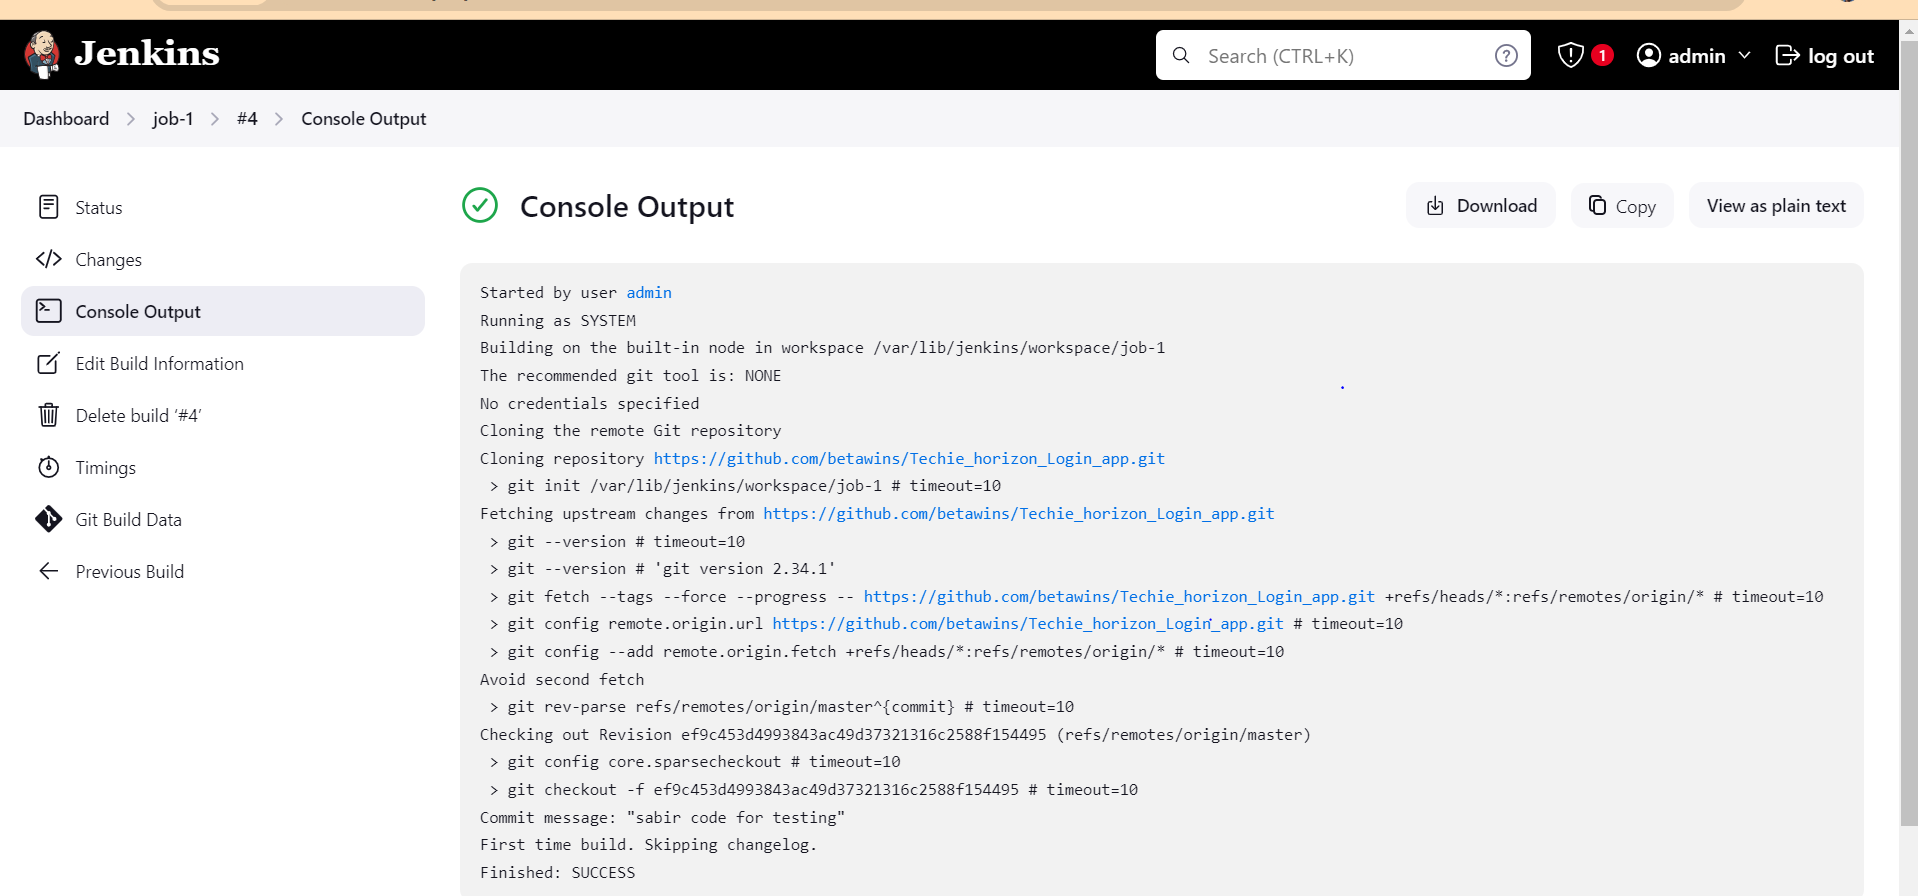 Jenkins
Search (CTRL+K)
1
admin
log out
Dashboard > job-1 > #4 > Console Output
Status
Changes
Console Output
Edit Build Information
Delete build ‘#4’
Timings
Git Build Data
Previous Build
Console Output
Download
Copy
View as plain text
Started by user admin
Running as SYSTEM
Building on the built-in node in workspace /var/lib/jenkins/workspace/job-1
The recommended git tool is: NONE
No credentials specified
Cloning the remote Git repository
Cloning repository https://github.com/betawins/Techie_horizon_Login_app.git
> git init /var/lib/jenkins/workspace/job-1 # timeout=10
Fetching upstream changes from https://github.com/betawins/Techie_horizon_Login_app.git
> git --version # timeout=10
> git --version # 'git version 2.34.1'
> git fetch --tags --force --progress -- https://github.com/betawins/Techie_horizon_Login_app.git +refs/heads/*:refs/remotes/origin/* # timeout=10
> git config remote.origin.url https://github.com/betawins/Techie_horizon_Login_app.git # timeout=10
> git config --add remote.origin.fetch +refs/heads/*:refs/remotes/origin/* # timeout=10
Avoid second fetch
> git rev-parse refs/remotes/origin/master^{commit} # timeout=10
Checking out Revision ef9c453d4993843ac49d37321316c2588f154495 (refs/remotes/origin/master)
> git config core.sparsecheckout # timeout=10
> git checkout -f ef9c453d4993843ac49d37321316c2588f154495 # timeout=10
Commit message: "sabir code for testing"
First time build. Skipping changelog.
Finished: SUCCESS